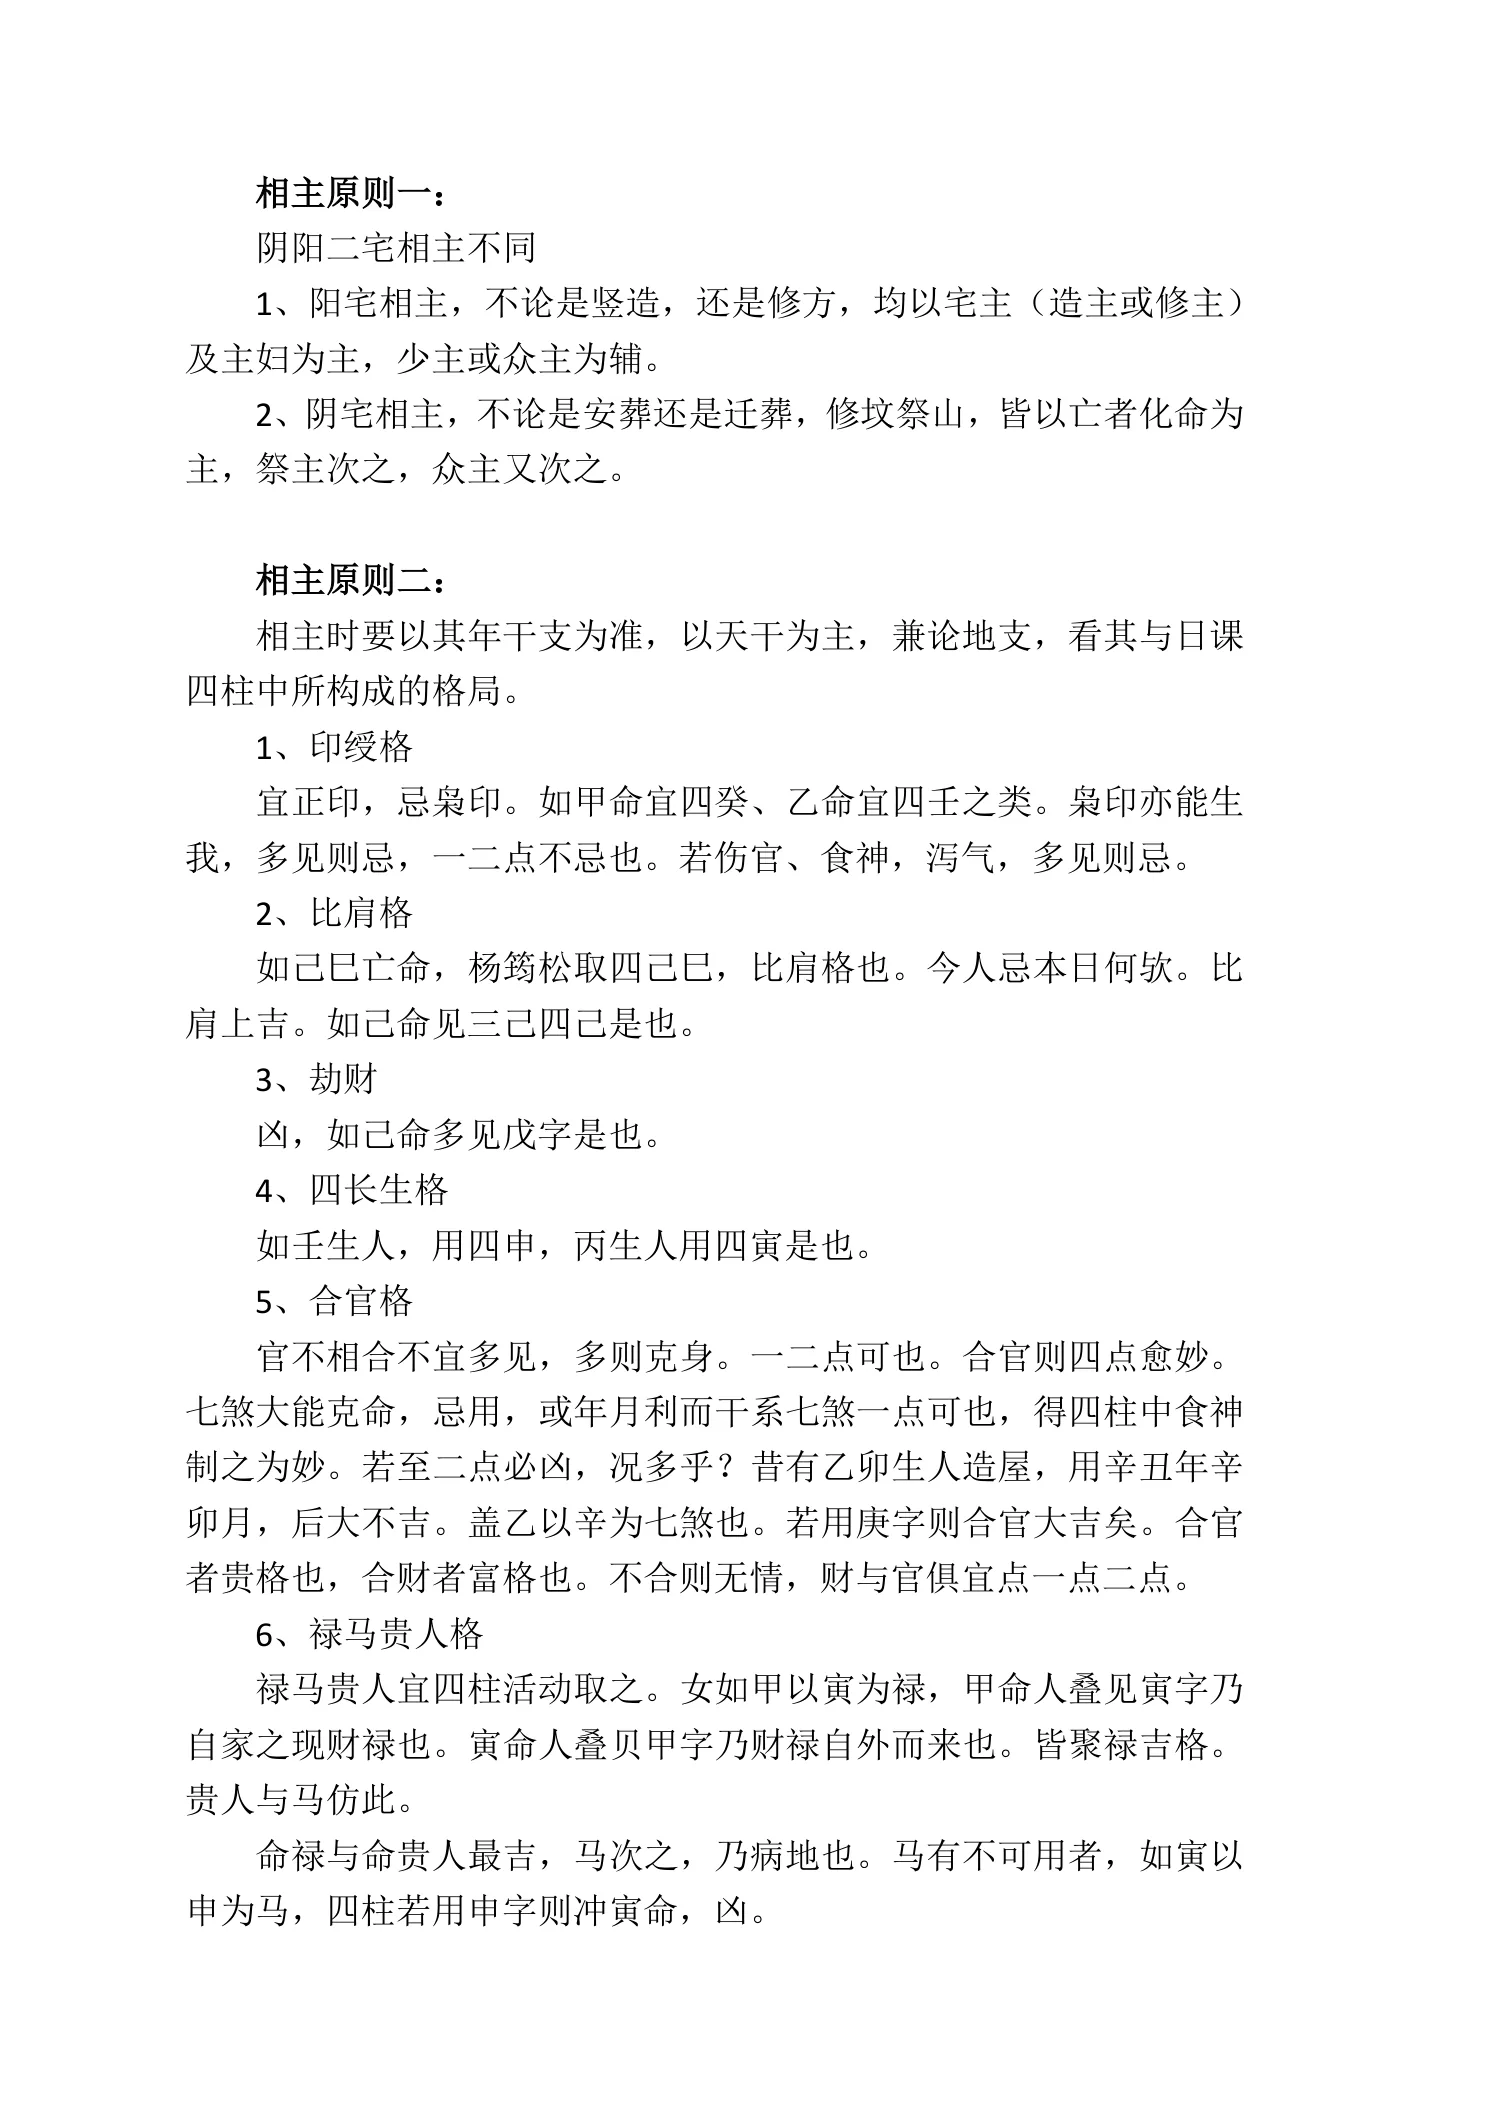 相主原则一：
阴阳二宅相主不同
1、阳宅相主，不论是竖造，还是修方，均以宅主（造主或修主）
及主妇为主，少主或众主为辅。
2、阴宅相主，不论是安葬还是迁葬，修坟祭山，皆以亡者化命为
主，祭主次之，众主又次之。
相主原则二：
相主时要以其年干支为准，以天干为主，兼论地支，看其与日课
四柱中所构成的格局。
1、印绶格
宜正印，忌枭印。如甲命宜四癸、乙命宜四壬之类。枭印亦能生
我，多见则忌，一二点不忌也。若伤官、食神，泻气，多见则忌。
2、比肩格
如己巳亡命，杨筠松取四己巳，比肩格也。今人忌本日何欤。比
肩上吉。如己命见三己四己是也。
3、劫财
凶，如己命多见戊字是也。
4、四长生格
如壬生人，用四申，丙生人用四寅是也。
5、合官格
官不相合不宜多见，多则克身。一二点可也。合官则四点愈妙。
七煞大能克命，忌用，或年月利而干系七煞一点可也，得四柱中食神
制之为妙。若至二点必凶，况多乎？昔有乙卯生人造屋，用辛丑年辛
卯月，后大不吉。盖乙以辛为七煞也。若用庚字则合官大吉矣。合官
者贵格也，合财者富格也。不合则无情，财与官俱宜点一点二点。
6、禄马贵人格
禄马贵人宜四柱活动取之。女如甲以寅为禄，甲命人叠见寅字乃
自家之现财禄也。寅命人叠贝甲字乃财禄自外而来也。皆聚禄吉格。
贵人与马仿此。
命禄与命贵人最吉，马次之，乃病地也。马有不可用者，如寅以
申为马，四柱若用申字则冲寅命，凶。